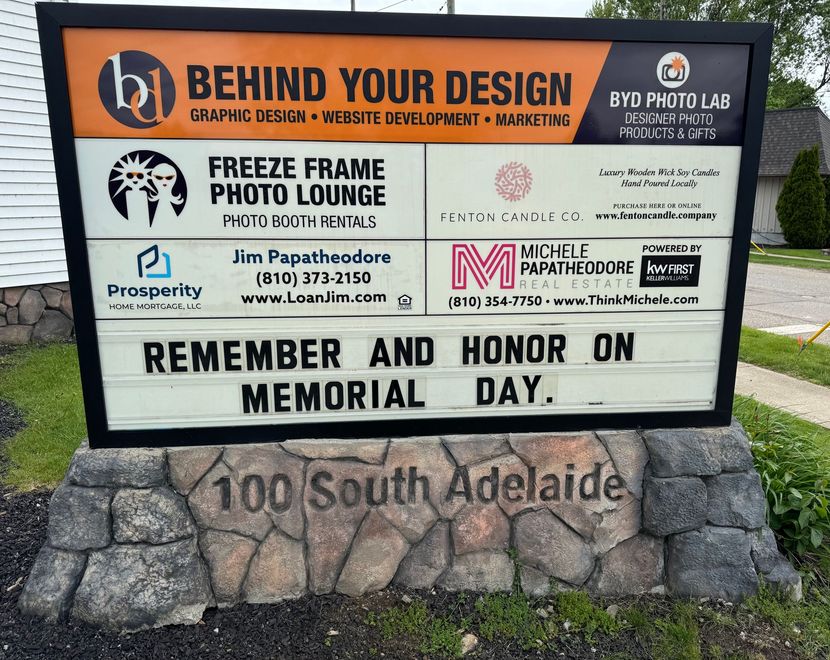 bd
BEHIND YOUR DESIGN
GRAPHIC DESIGN • WEBSITE DEVELOPMENT • MARKETING
BYD PHOTO LAB
DESIGNER PHOTO
PRODUCTS & GIFTS
FREEZE FRAME
PHOTO LOUNGE
PHOTO BOOTH RENTALS
FENTON CANDLE CO.
Luxury Wooden Wick Soy Candles
Hand Poured Locally
PURCHASE HERE OR ONLINE
www.fentoncandle.company
Prosperity
HOME MORTGAGE, LLC
Jim Papatheodore
(810) 373-2150
www.LoanJim.com
MICHELE
PAPATHEODORE
REAL ESTATE
POWERED BY
KW FIRST
KELLERWILLIAMS.
(810) 354-7750 • www.ThinkMichele.com
REMEMBER AND HONOR ON
MEMORIAL DAY.
100 South Adelaide